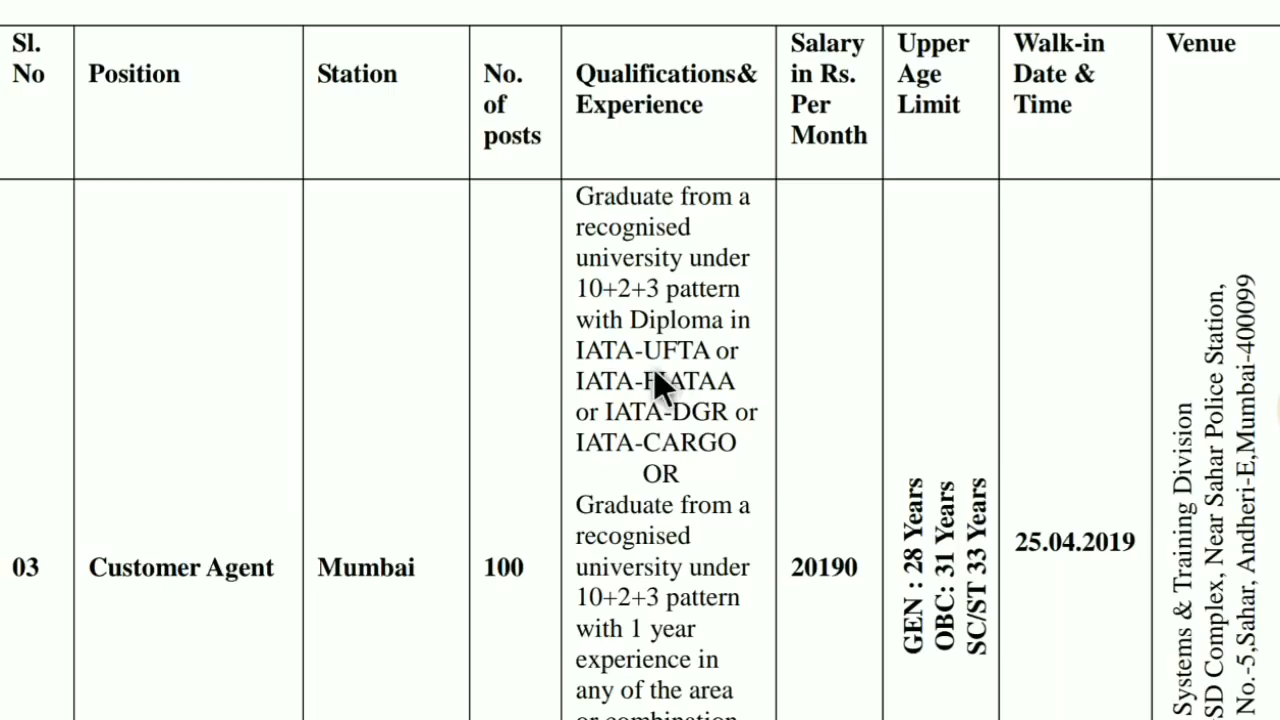 Sl.
No
Position
Station
No.
of
posts
Qualifications&
Experience
Salary
in Rs.
Per
Month
Upper
Age
Limit
Walk-in
Date &
Time
Venue
03
Customer Agent
Mumbai
100
Graduate from a
recognised
university under
10+2+3 pattern
with Diploma in
IATA-UFTA or
or IATA-DGR or
IATA-CARGO
OR
Graduate from a
recognised
university under
10+2+3 pattern
with 1 year
experience in
any of the area
or combination
20190
GEN : 28 Years
OBC: 31 Years
SC/ST 33 Years
25.04.2019
Systems & Training Division
SD Complex, Near Sahar Police Station,
No.-5,Sahar, Andheri-E,Mumbai-400099